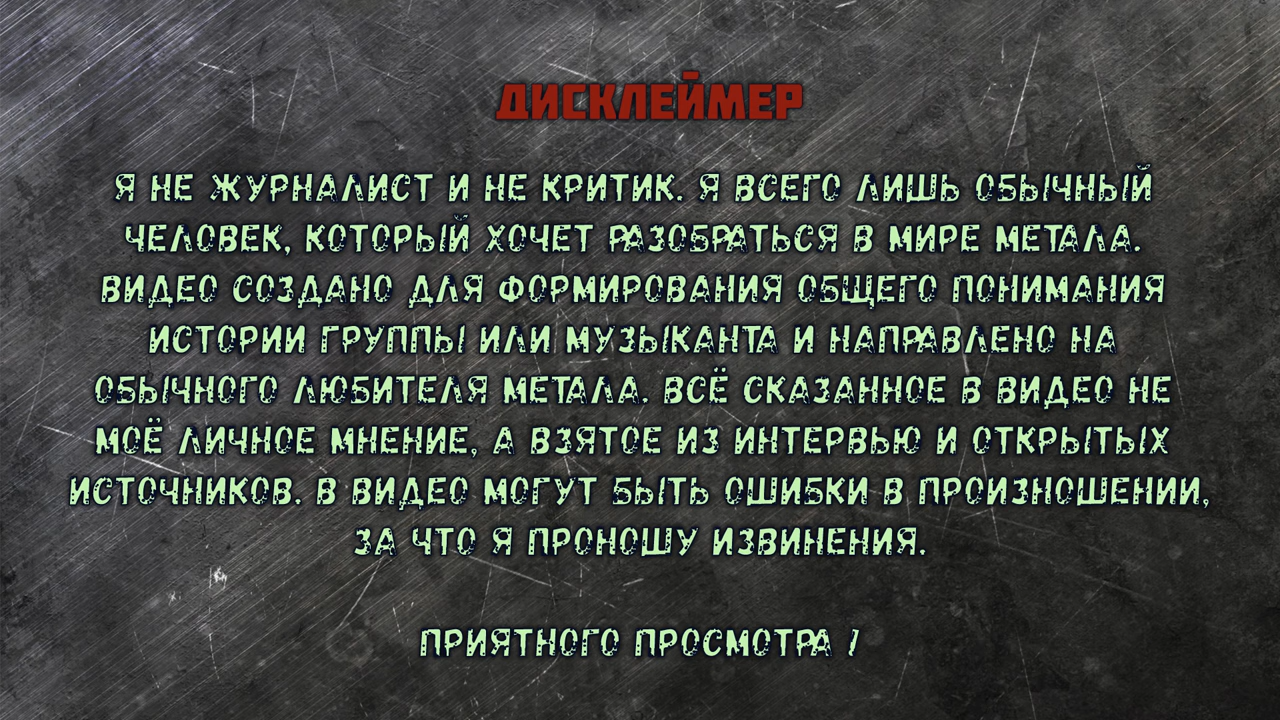 ДИСКЛЕЙМЕР
Я НЕ ЖУРНАЛИСТ И НЕ КРИТИК. Я ВСЕГО ЛИШЬ ОБЫЧНЫЙ
ЧЕЛОВЕК, КОТОРЫЙ ХОЧЕТ РАЗОБРАТЬСЯ В МИРЕ МЕТАЛА.
ВИДЕО СОЗДАНО ДЛЯ ФОРМИРОВАНИЯ ОБЩЕГО ПОНИМАНИЯ
ИСТОРИИ ГРУППЫ ИЛИ МУЗЫКАНТА И НАПРАВЛЕНО НА
ОБЫЧНОГО ЛЮБИТЕЛЯ МЕТАЛА. ВСЁ СКАЗАННОЕ В ВИДЕО НЕ
МОЁ ЛИЧНОЕ МНЕНИЕ, А ВЗЯТОЕ ИЗ ИНТЕРВЬЮ И ОТКРЫТЫХ
ИСТОЧНИКОВ. В ВИДЕО МОГУТ БЫТЬ ОШИБКИ В ПРОИЗНОШЕНИИ,
ЗА ЧТО Я ПРОНОШУ ИЗВИНЕНИЯ.
ПРИЯТНОГО ПРОСМОТРА !